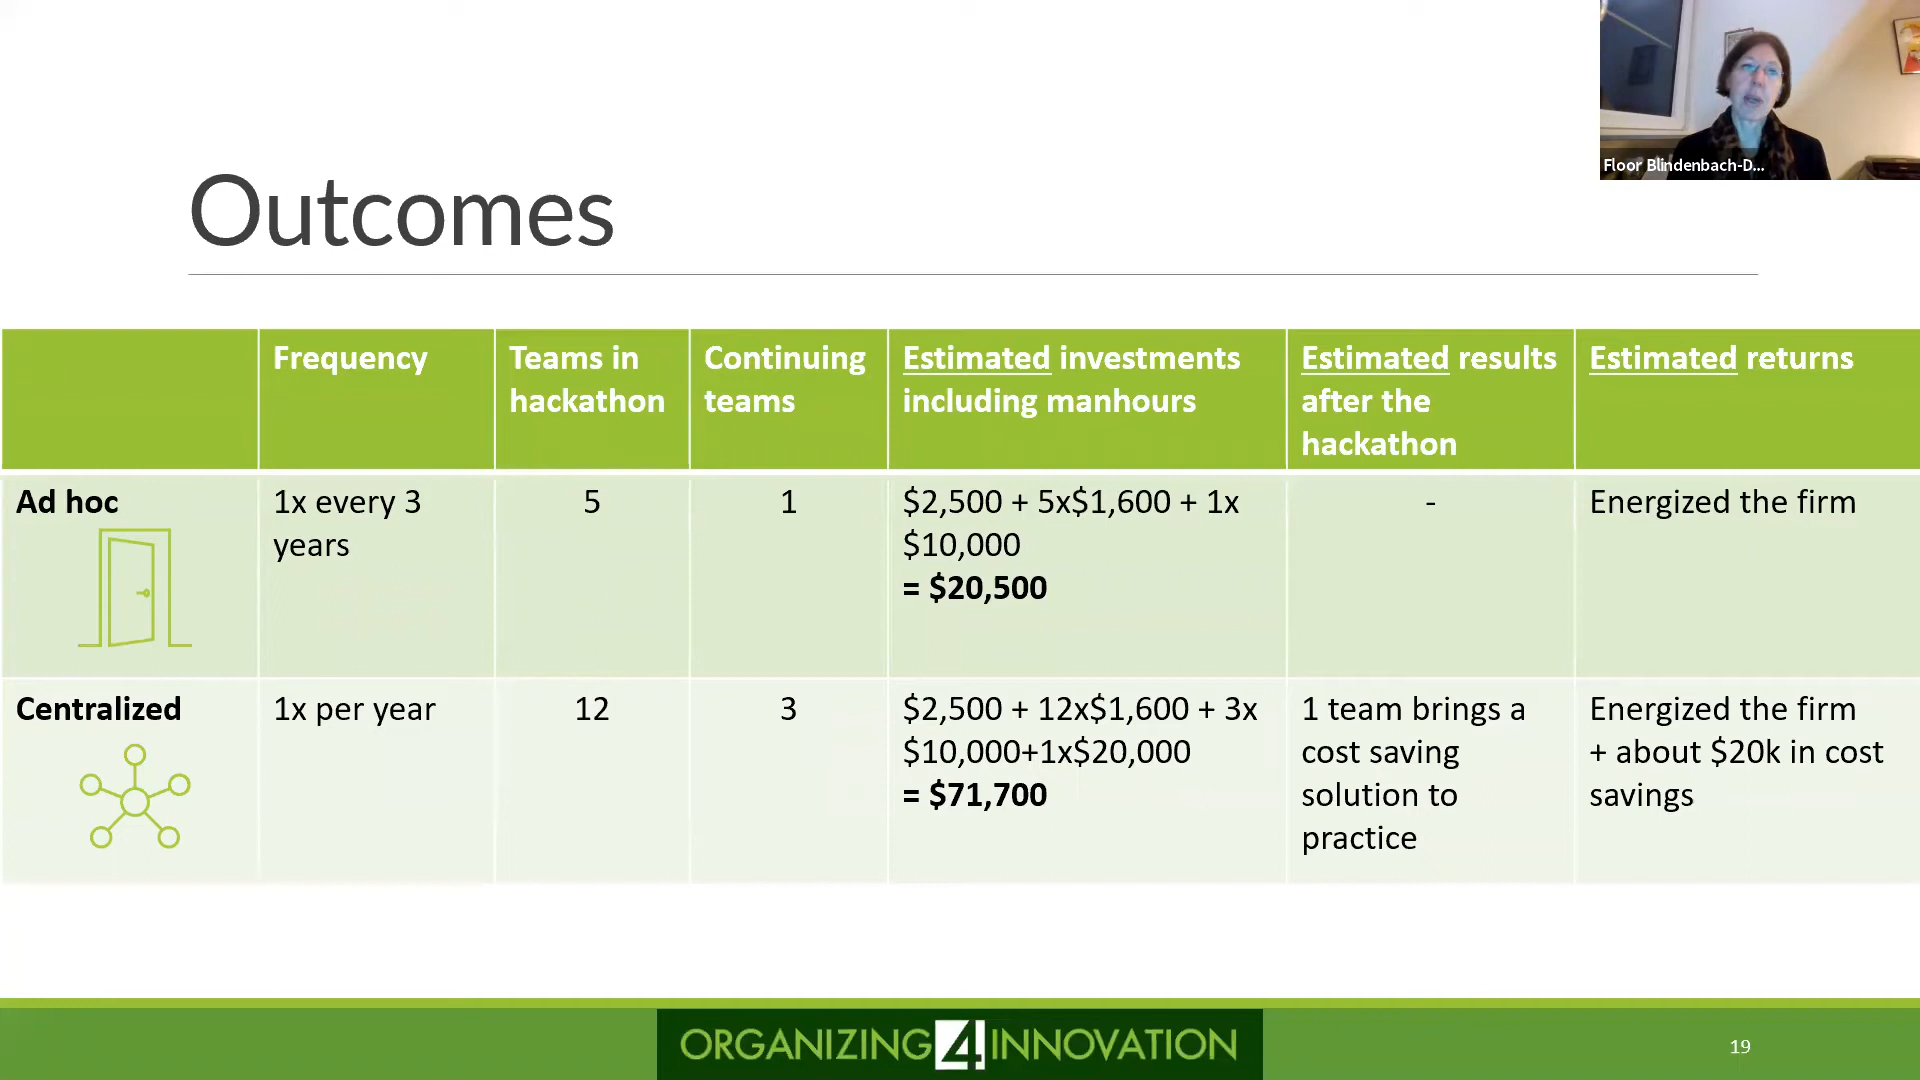 Floor Blindenbach-D...
Outcomes
Frequency
Teams in
hackathon
Continuing
teams
Estimated investments
including manhours
Estimated results
after the
hackathon
Estimated returns
Ad hoc
1x every 3
years
5
1
$2,500 + 5x$1,600 + 1x
$10,000
= $20,500
-
Energized the firm
Centralized
1x per year
12
3
$2,500 + 12x$1,600 + 3x
$10,000+1x$20,000
= $71,700
1 team brings a
cost saving
solution to
practice
Energized the firm
+ about $20k in cost
savings
ORGANIZING4INNOVATION
19